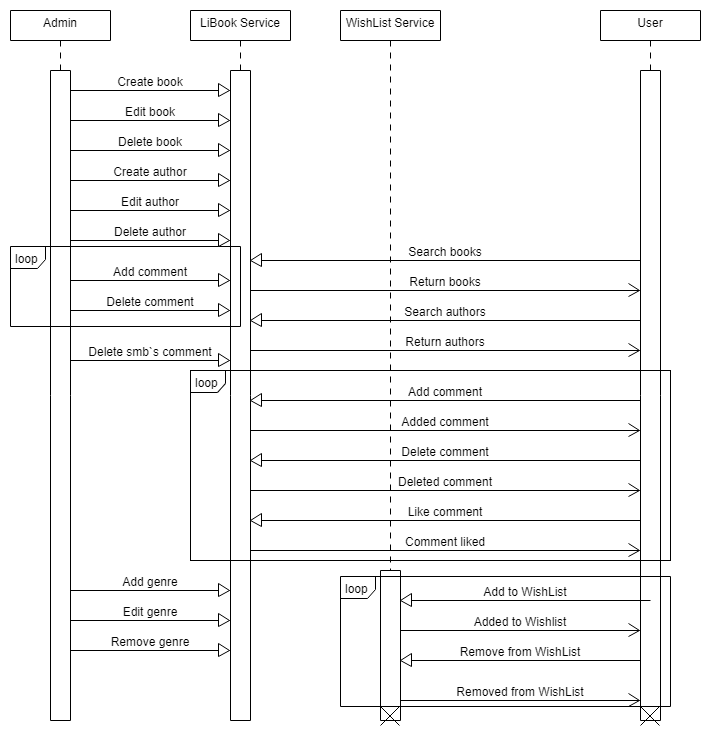 Admin
LiBook Service
WishList Service
User
Create book
Edit book
Delete book
Create author
Edit author
Delete author
loop
Search books
Add comment
Return books
Delete comment
Search authors
Return authors
Delete smb`s comment
loop
Add comment
Added comment
Delete comment
Deleted comment
Like comment
Comment liked
Add genre
loop
Add to WishList
Edit genre
Added to Wishlist
Remove genre
Remove from WishList
Removed from WishList